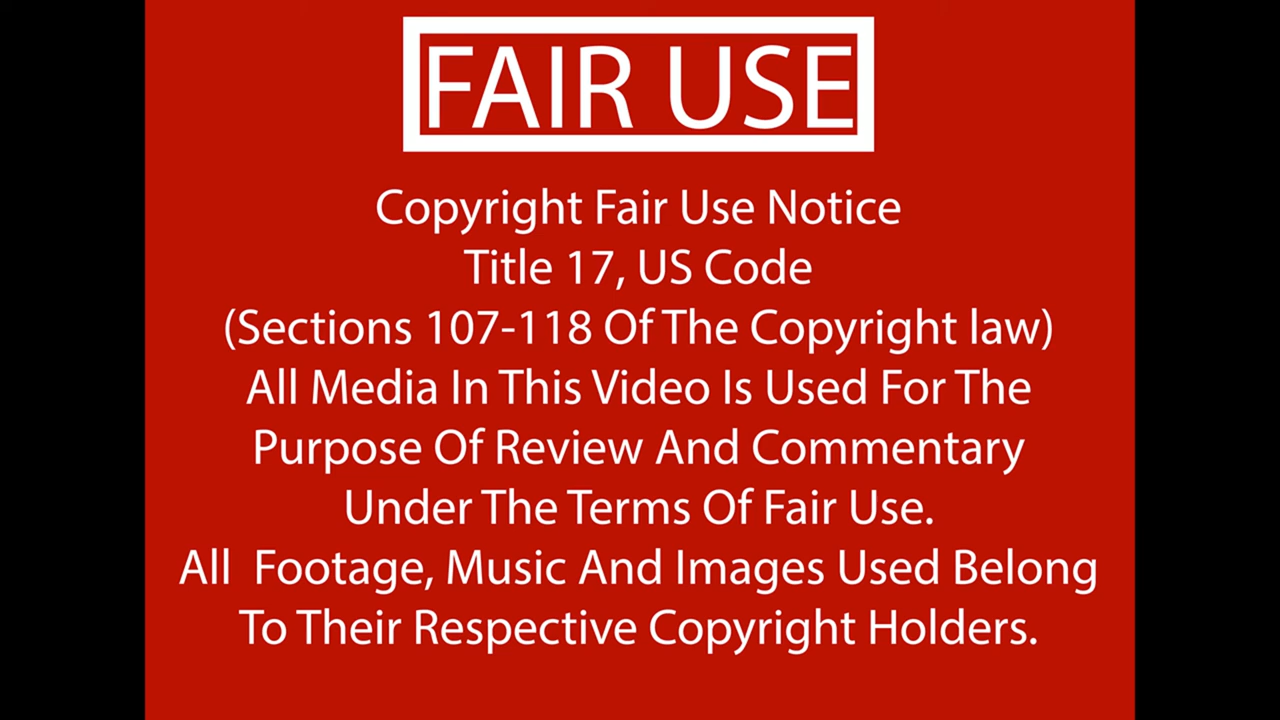 FAIR USE
Copyright Fair Use Notice
Title 17, US Code
(Sections 107-118 Of The Copyright law)
All Media In This Video Is Used For The
Purpose Of Review And Commentary
Under The Terms Of Fair Use.
All  Footage, Music And Images Used Belong
To Their Respective Copyright Holders.